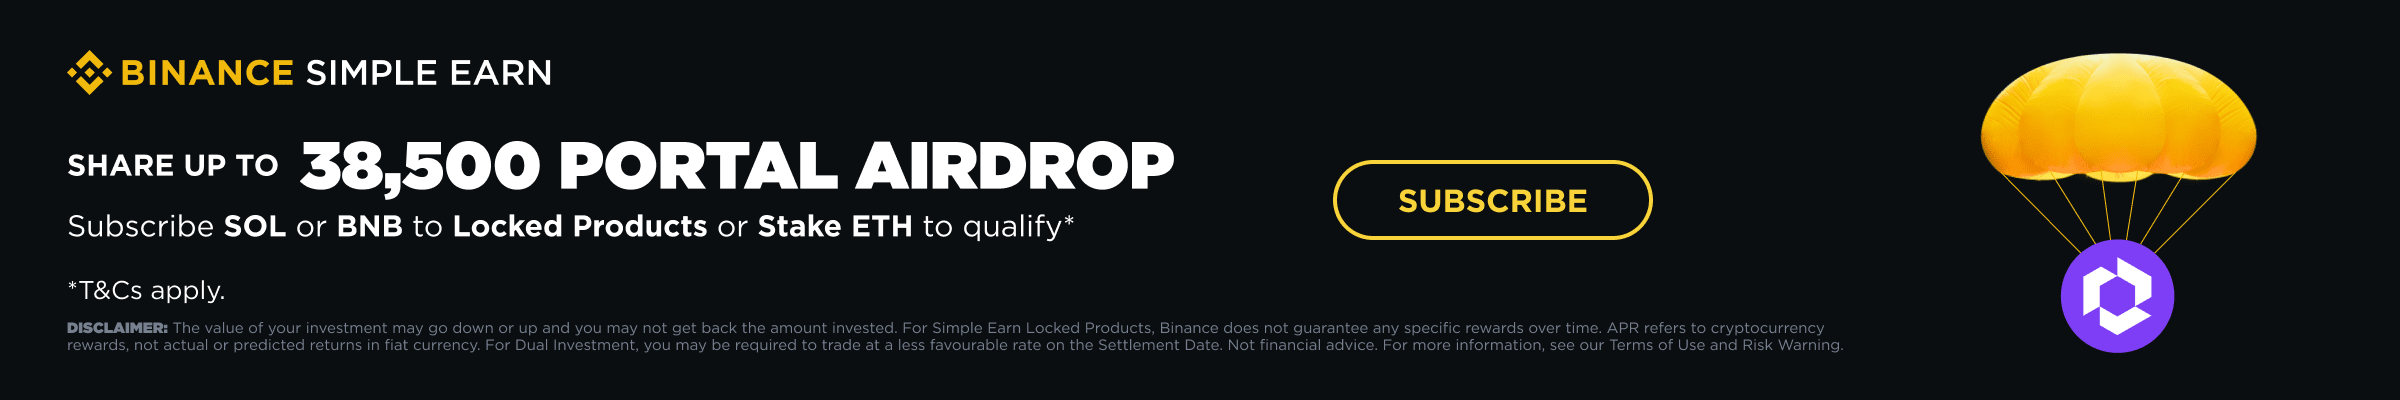 BINANCE SIMPLE EARN
SHARE UP TO 38,500 PORTAL AIRDROP
Subscribe SOL or BNB to Locked Products or Stake ETH to qualify*
SUBSCRIBE
*T&Cs apply.
DISCLAIMER: The value of your investment may go down or up and you may not get back the amount invested. For Simple Earn Locked Products, Binance does not guarantee any specific rewards over time. APR refers to cryptocurrency
rewards, not actual or predicted returns in fiat currency. For Dual Investment, you may be required to trade at a less favourable rate on the Settlement Date. Not financial advice. For more information, see our Terms of Use and Risk Warning.